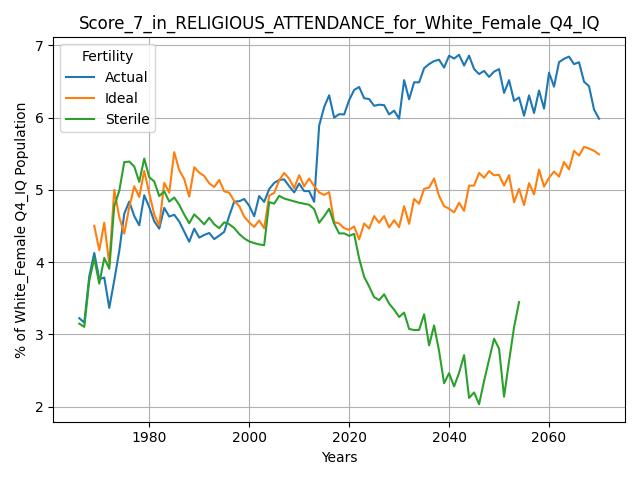 Score_7_in_RELIGIOUS_ATTENDANCE_for_White_Female_Q4_IQ
Fertility
Actual
Ideal
Sterile
% of White_Female Q4_IQ Population
7
6
5
4
3
2
1980
2000
2020
2040
2060
Years